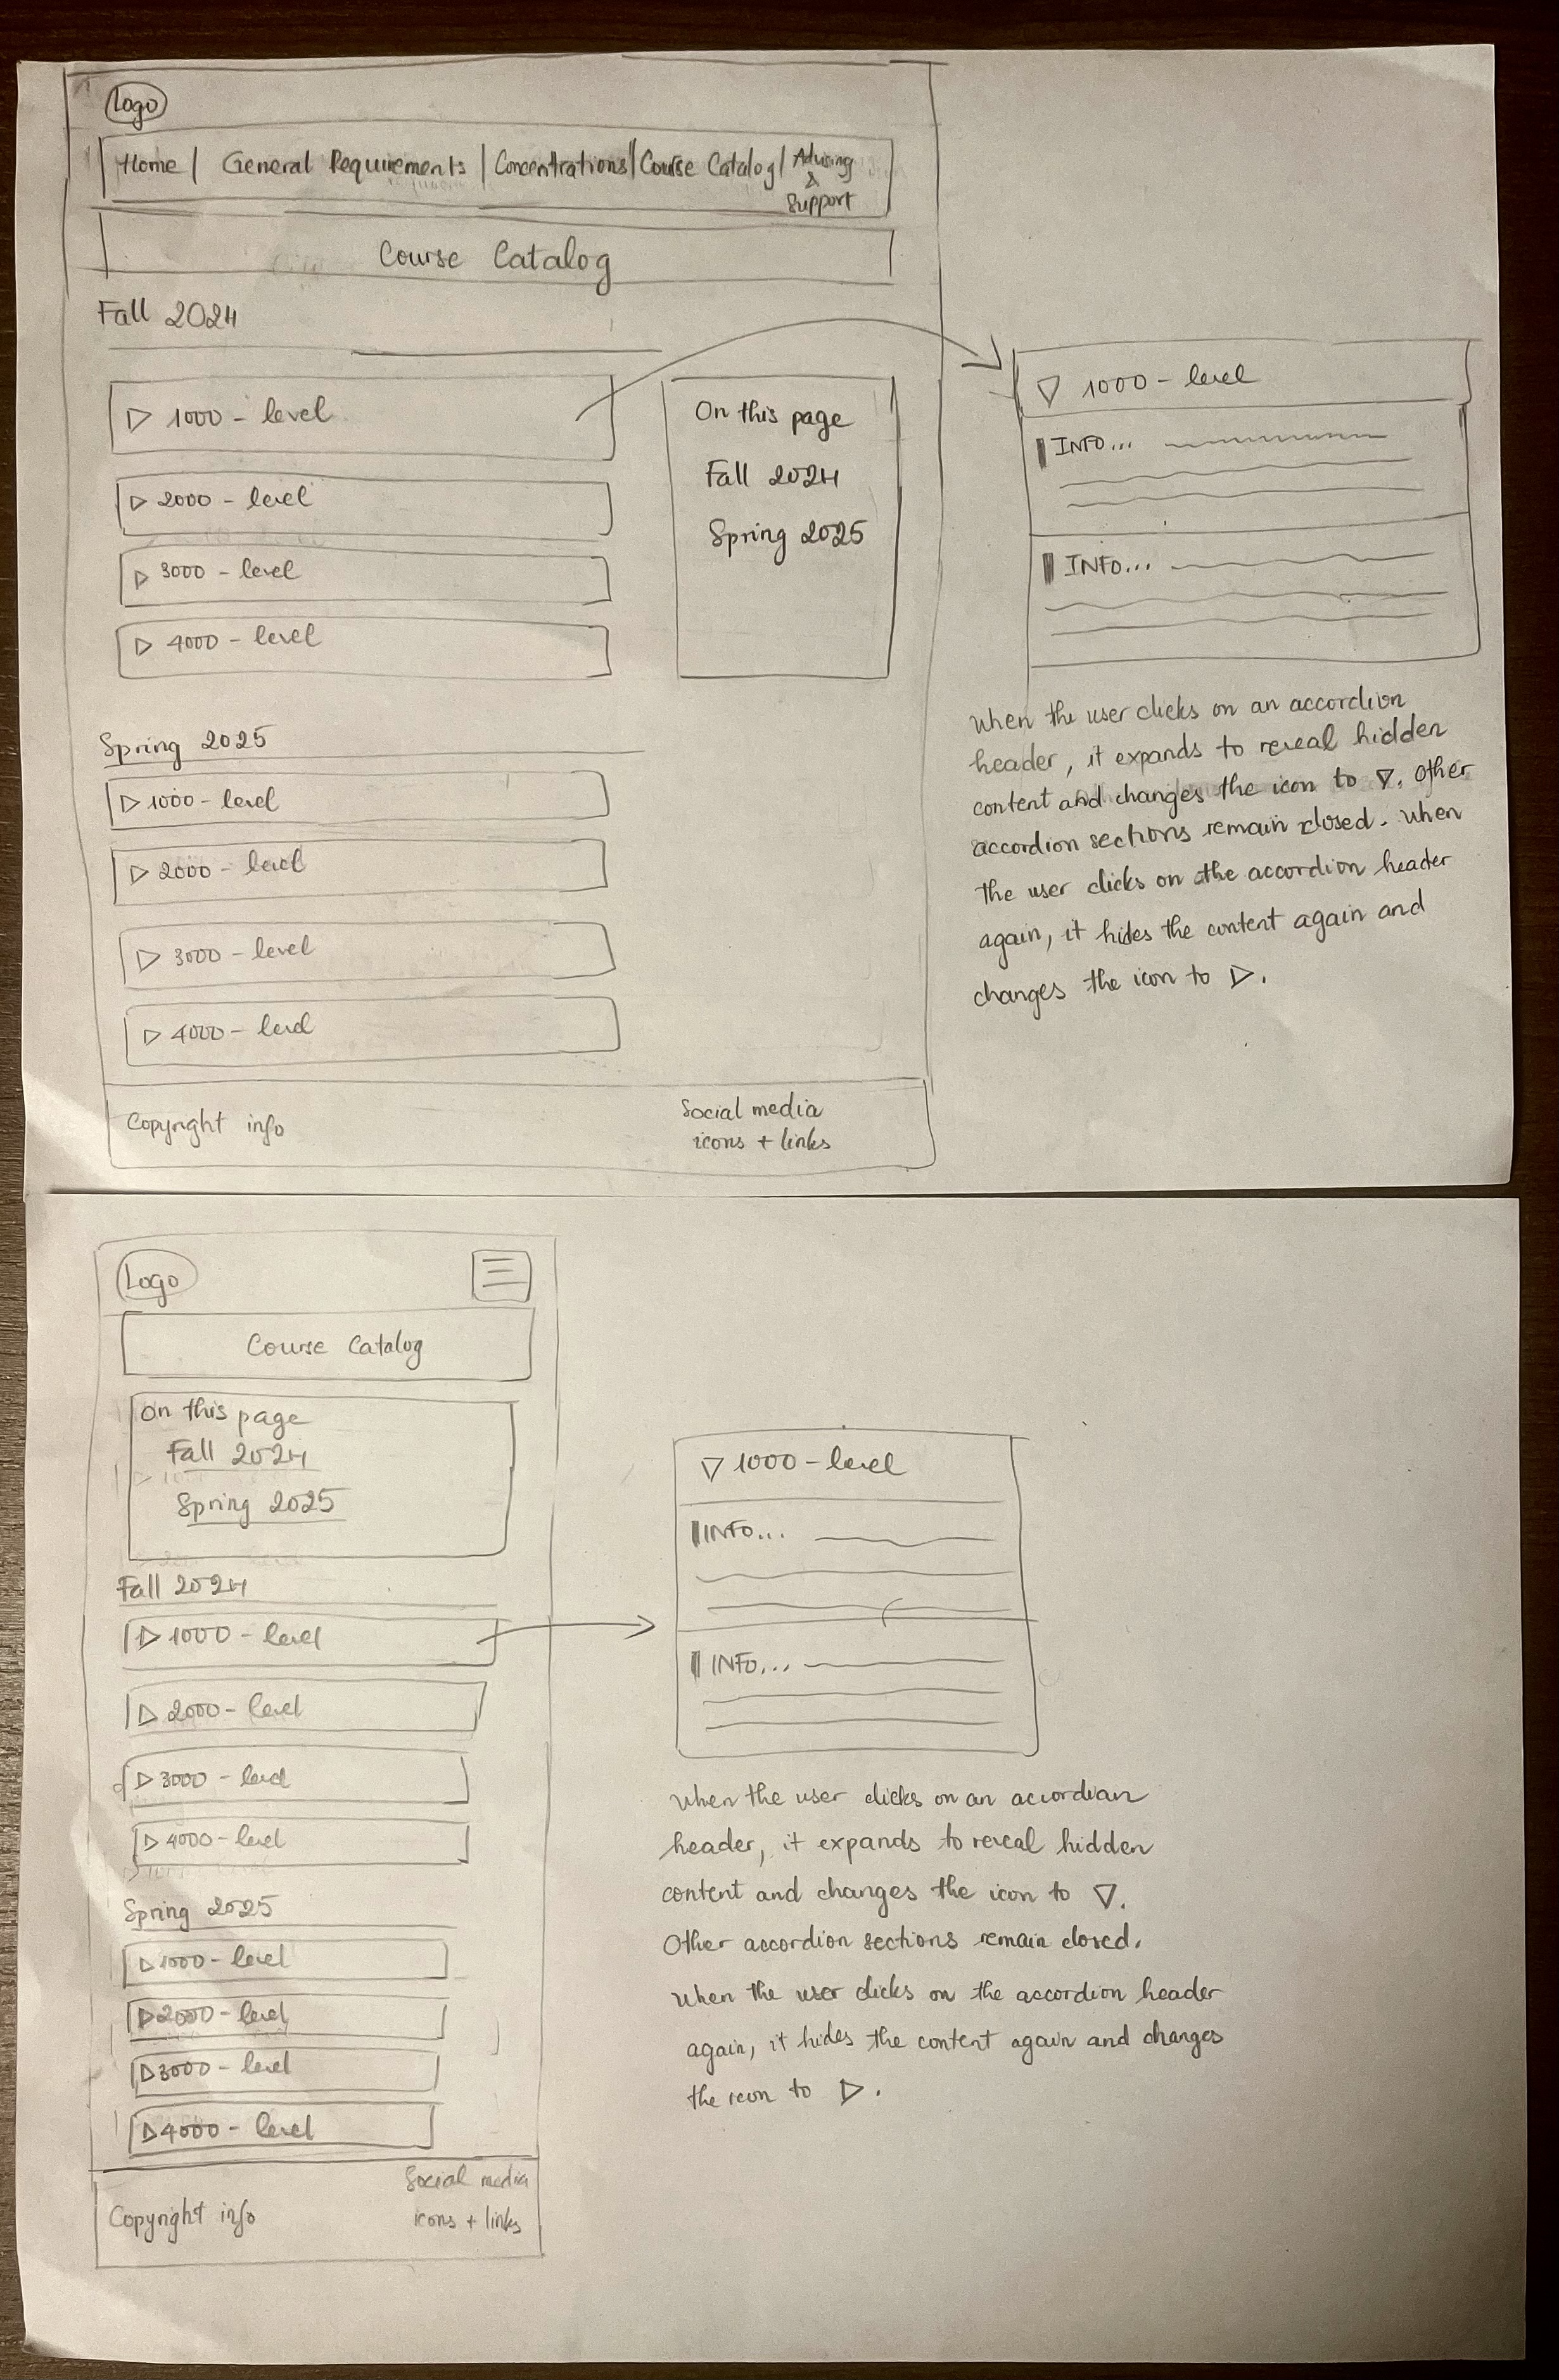 Logo
Home | General Requirements | Concentrations | Course Catalog | Advising
&
Support
Course Catalog
Fall 2024
▷ 1000 - level
▷ 2000 - level
▷ 3000 - level
▷ 4000 - level
On this page
Fall 2024
Spring 2025
Spring 2025
▷ 1000 - level
▷ 2000 - level
▷ 3000 - level
▷ 4000 - level
Copyright info
Social media
icons + links
▽ 1000 - level
INFO...
INFO...
When the user clicks on an accordion
header, it expands to reveal hidden
content and changes the icon to ▽. Other
accordion sections remain closed. When
the user clicks on the accordion header
again, it hides the content again and
changes the icon to ▷.
Logo
Course Catalog
On this page
Fall 2024
Spring 2025
Fall 2024
▷ 1000 - level
▷ 2000 - level
▷ 3000 - level
▷ 4000 - level
Spring 2025
▷ 1000 - level
▷ 2000 - level
▷ 3000 - level
▷ 4000 - level
Copyright info
Social media
icons + links
▽ 1000 - level
INFO...
INFO...
When the user clicks on an accordian
header, it expands to reveal hidden
content and changes the icon to ▽.
Other accordion sections remain closed.
When the user clicks on the accordion header
again, it hides the content again and changes
the icon to ▷.